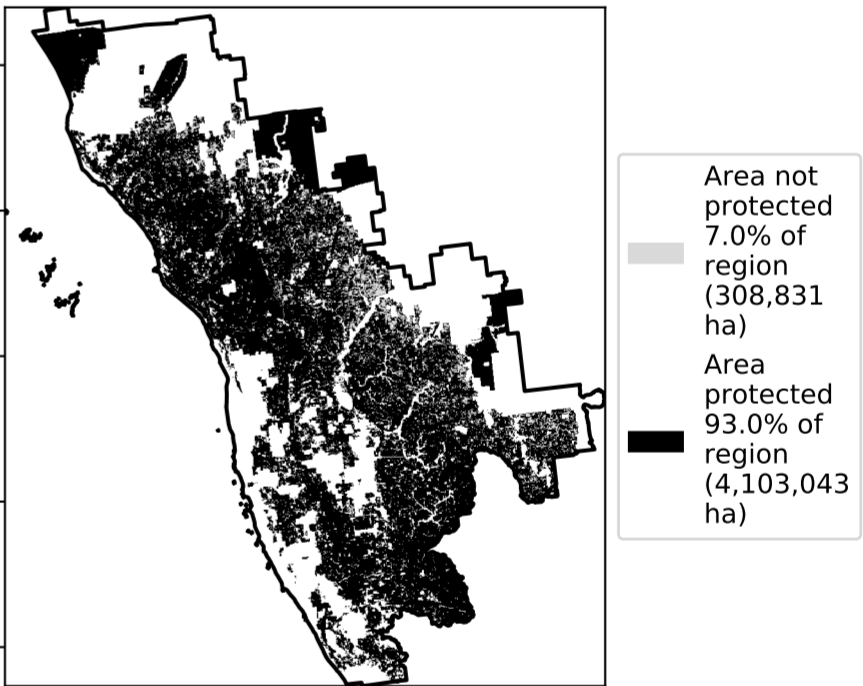 Area not
protected
7.0% of
region
(308,831
ha)
Area
protected
93.0% of
region
(4,103,043
ha)